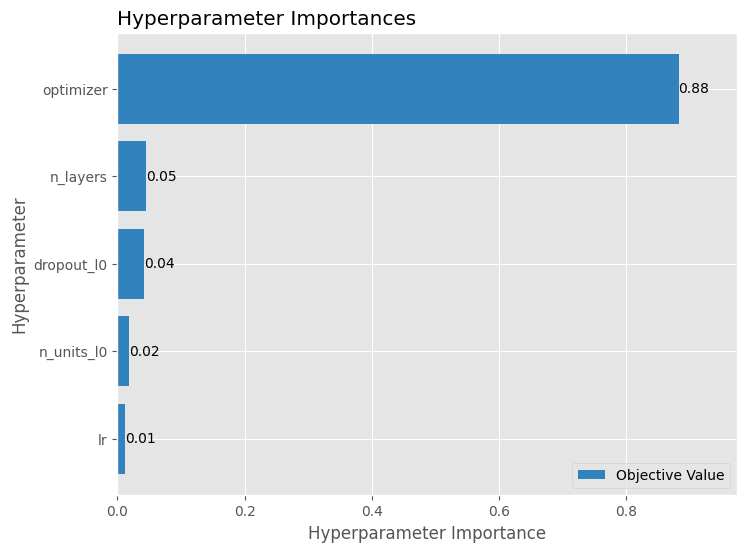 Hyperparameter Importances
Hyperparameter
optimizer
0.88
n_layers
0.05
dropout_l0
0.04
n_units_l0
0.02
lr
0.01
Objective Value
0.0 0.2 0.4 0.6 0.8
Hyperparameter Importance